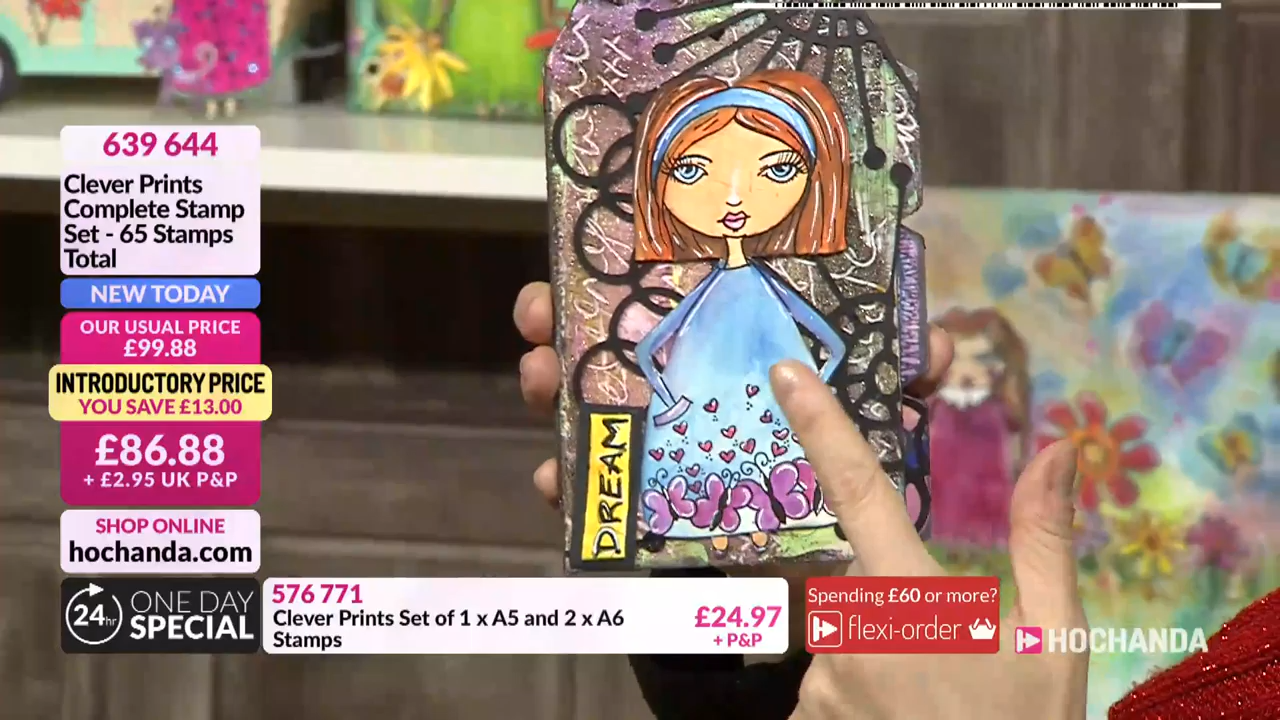 639 644
Clever Prints
Complete Stamp
Set - 65 Stamps
Total
NEW TODAY
OUR USUAL PRICE
£99.88
INTRODUCTORY PRICE
YOU SAVE £13.00
£86.88
+ £2.95 UK P&P
SHOP ONLINE
hochanda.com
24hr
ONE DAY
SPECIAL
576 771
Clever Prints Set of 1 x A5 and 2 x A6
Stamps
£24.97
+ P&P
Spending £60 or more?
flexi-order
HOCHANDA
DREAM